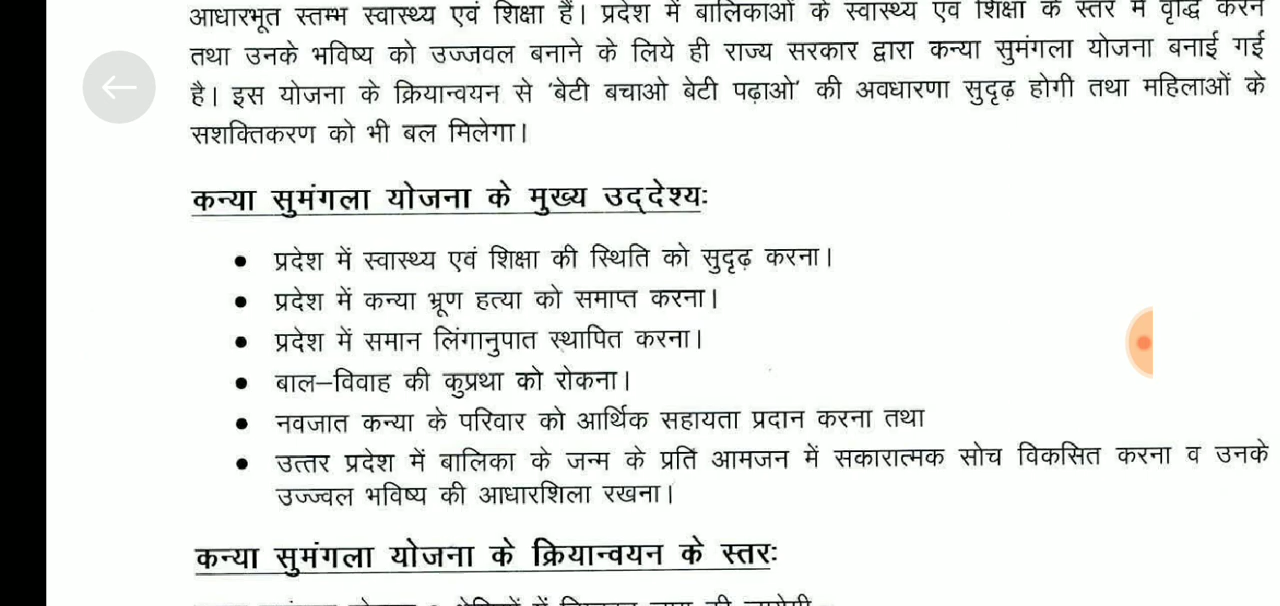 आधारभूत स्तम्भ स्वास्थ्य एवं शिक्षा हैं। प्रदेश में बालिकाओं के स्वास्थ्य एवं शिक्षा के स्तर में वृद्धि करने
तथा उनके भविष्य को उज्जवल बनाने के लिये ही राज्य सरकार द्वारा कन्या सुमंगला योजना बनाई गई
है। इस योजना के क्रियान्वयन से ‘बेटी बचाओ बेटी पढ़ाओ’ की अवधारणा सुदृढ़ होगी तथा महिलाओं के
सशक्तिकरण को भी बल मिलेगा।
कन्या सुमंगला योजना के मुख्य उद्देश्यः
• प्रदेश में स्वास्थ्य एवं शिक्षा की स्थिति को सुदृढ़ करना।
• प्रदेश में कन्या भ्रूण हत्या को समाप्त करना।
• प्रदेश में समान लिंगानुपात स्थापित करना।
• बाल–विवाह की कुप्रथा को रोकना।
• नवजात कन्या के परिवार को आर्थिक सहायता प्रदान करना तथा
• उत्तर प्रदेश में बालिका के जन्म के प्रति आमजन में सकारात्मक सोच विकसित करना व उनके
उज्ज्वल भविष्य की आधारशिला रखना।
कन्या सुमंगला योजना के क्रियान्वयन के स्तरः